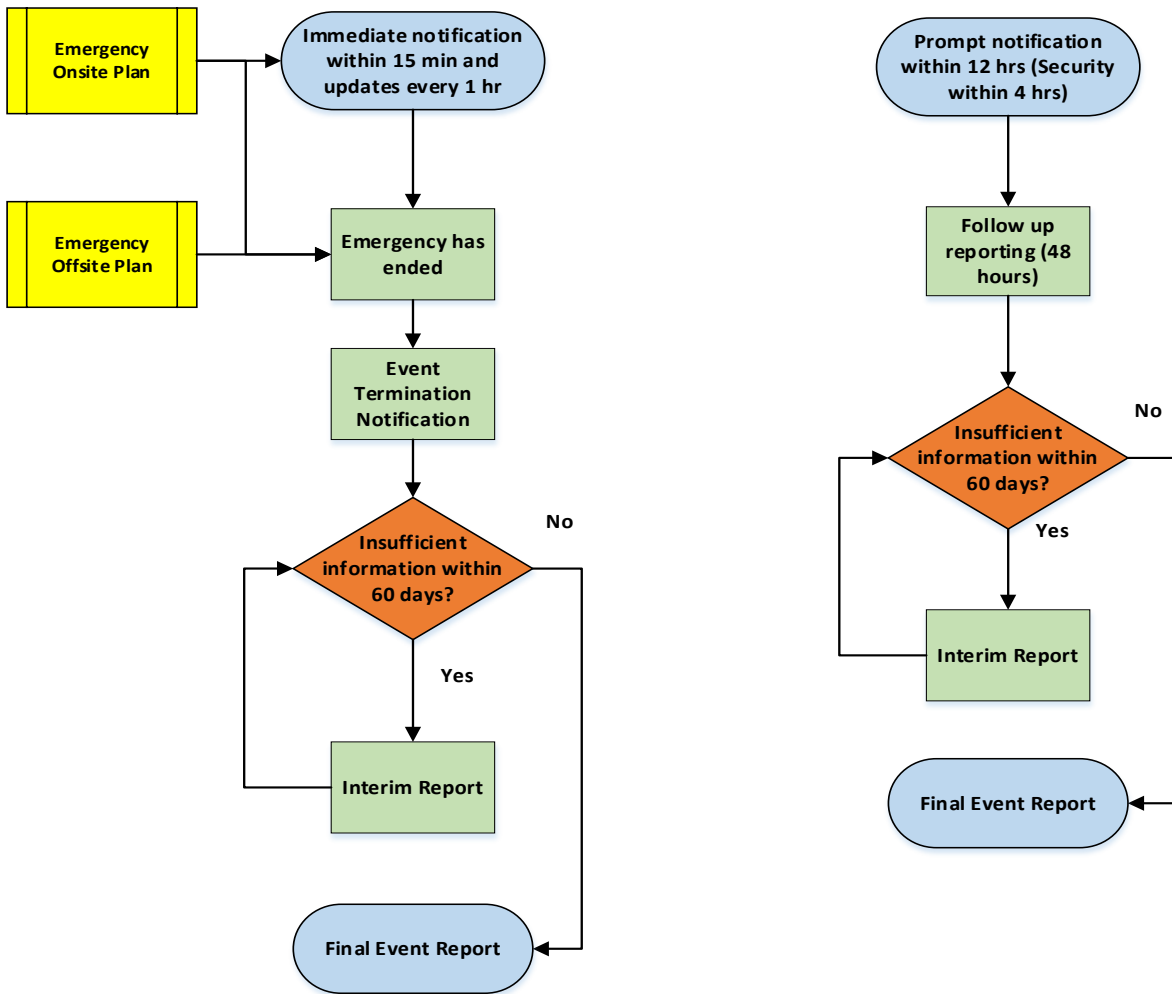 Emergency
Onsite Plan
Immediate notification
within 15 min and
updates every 1 hr
Emergency
Offsite Plan
Emergency has
ended
Event
Termination
Notification
Insufficient
information within
60 days?
No
Yes
Interim Report
Final Event Report
Prompt notification
within 12 hrs (Security
within 4 hrs)
Follow up
reporting (48
hours)
Insufficient
information within
60 days?
No
Yes
Interim Report
Final Event Report